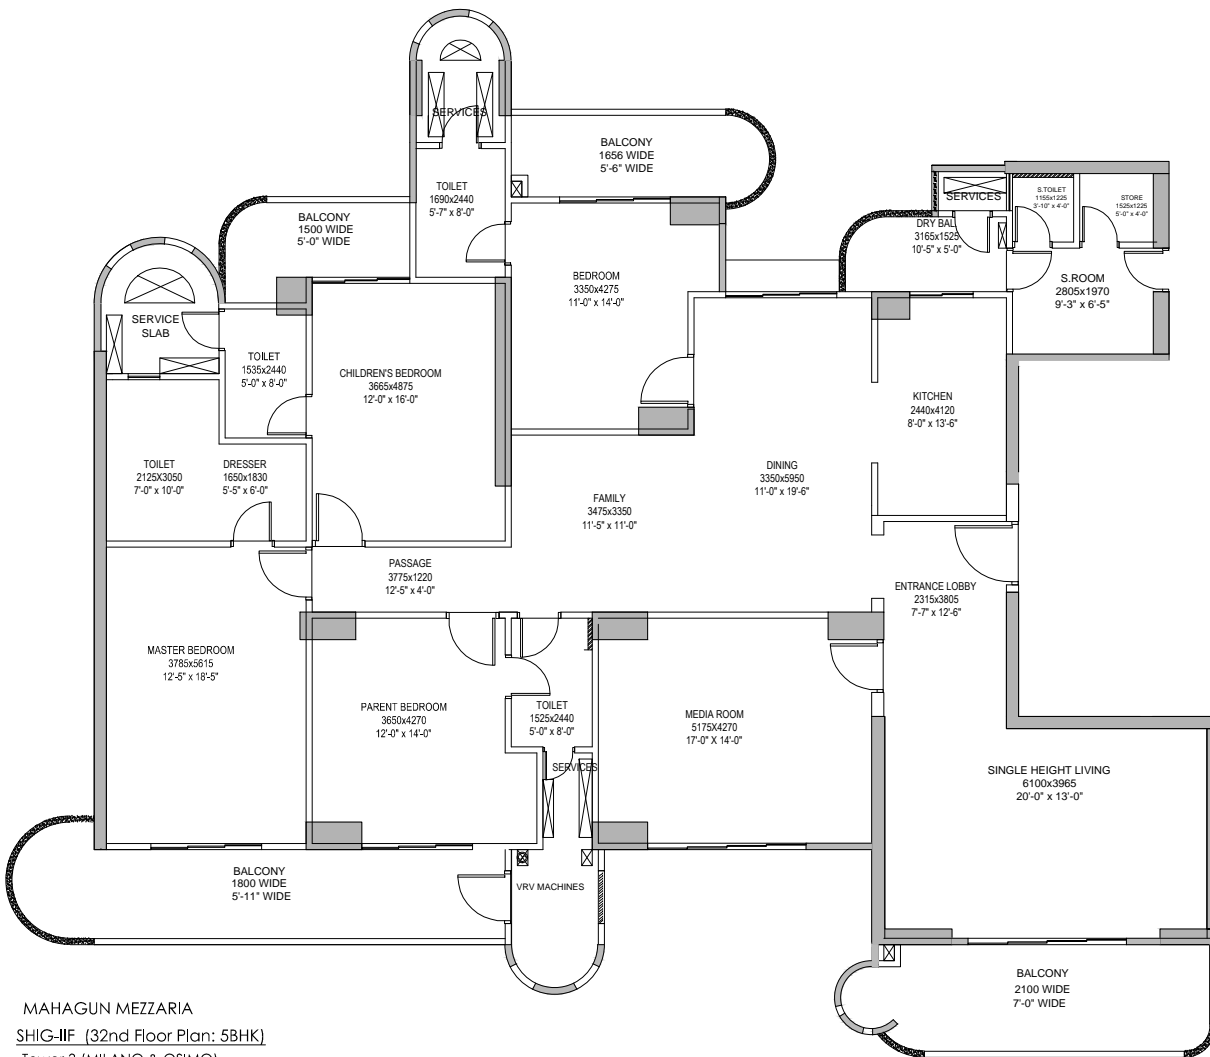 SERVICES
BALCONY
1656 WIDE
5'-6" WIDE
TOILET
1690x2440
5'-7" x 8'-0"
BALCONY
1500 WIDE
5'-0" WIDE
SERVICES
S.TOILET
1155x1225
3'-10" x 4'-0"
STORE
1525x1225
5'-0" x 4'-0"
DRY BAL
3165x1525
10'-5" x 5'-0"
S.ROOM
2805x1970
9'-3" x 6'-5"
BEDROOM
3350x4275
11'-0" x 14'-0"
SERVICE
SLAB
TOILET
1535x2440
5'-0" x 8'-0"
CHILDREN'S BEDROOM
3665x4875
12'-0" x 16'-0"
KITCHEN
2440x4120
8'-0" x 13'-6"
TOILET
2125X3050
7'-0" x 10'-0"
DRESSER
1650x1830
5'-5" x 6'-0"
DINING
3350x5950
11'-0" x 19'-6"
FAMILY
3475x3350
11'-5" x 11'-0"
PASSAGE
3775x1220
12'-5" x 4'-0"
ENTRANCE LOBBY
2315x3805
7'-7" x 12'-6"
MASTER BEDROOM
3785x5615
12'-5" x 18'-5"
PARENT BEDROOM
3650x4270
12'-0" x 14'-0"
TOILET
1525x2440
5'-0" x 8'-0"
MEDIA ROOM
5175X4270
17'-0" X 14'-0"
SERVICES
SINGLE HEIGHT LIVING
6100x3965
20'-0" x 13'-0"
BALCONY
1800 WIDE
5'-11" WIDE
VRV MACHINES
BALCONY
2100 WIDE
7'-0" WIDE
MAHAGUN MEZZARIA
SHIG-IIF (32nd Floor Plan: 5BHK)
Tower 2 (MILANO & OSIMO)